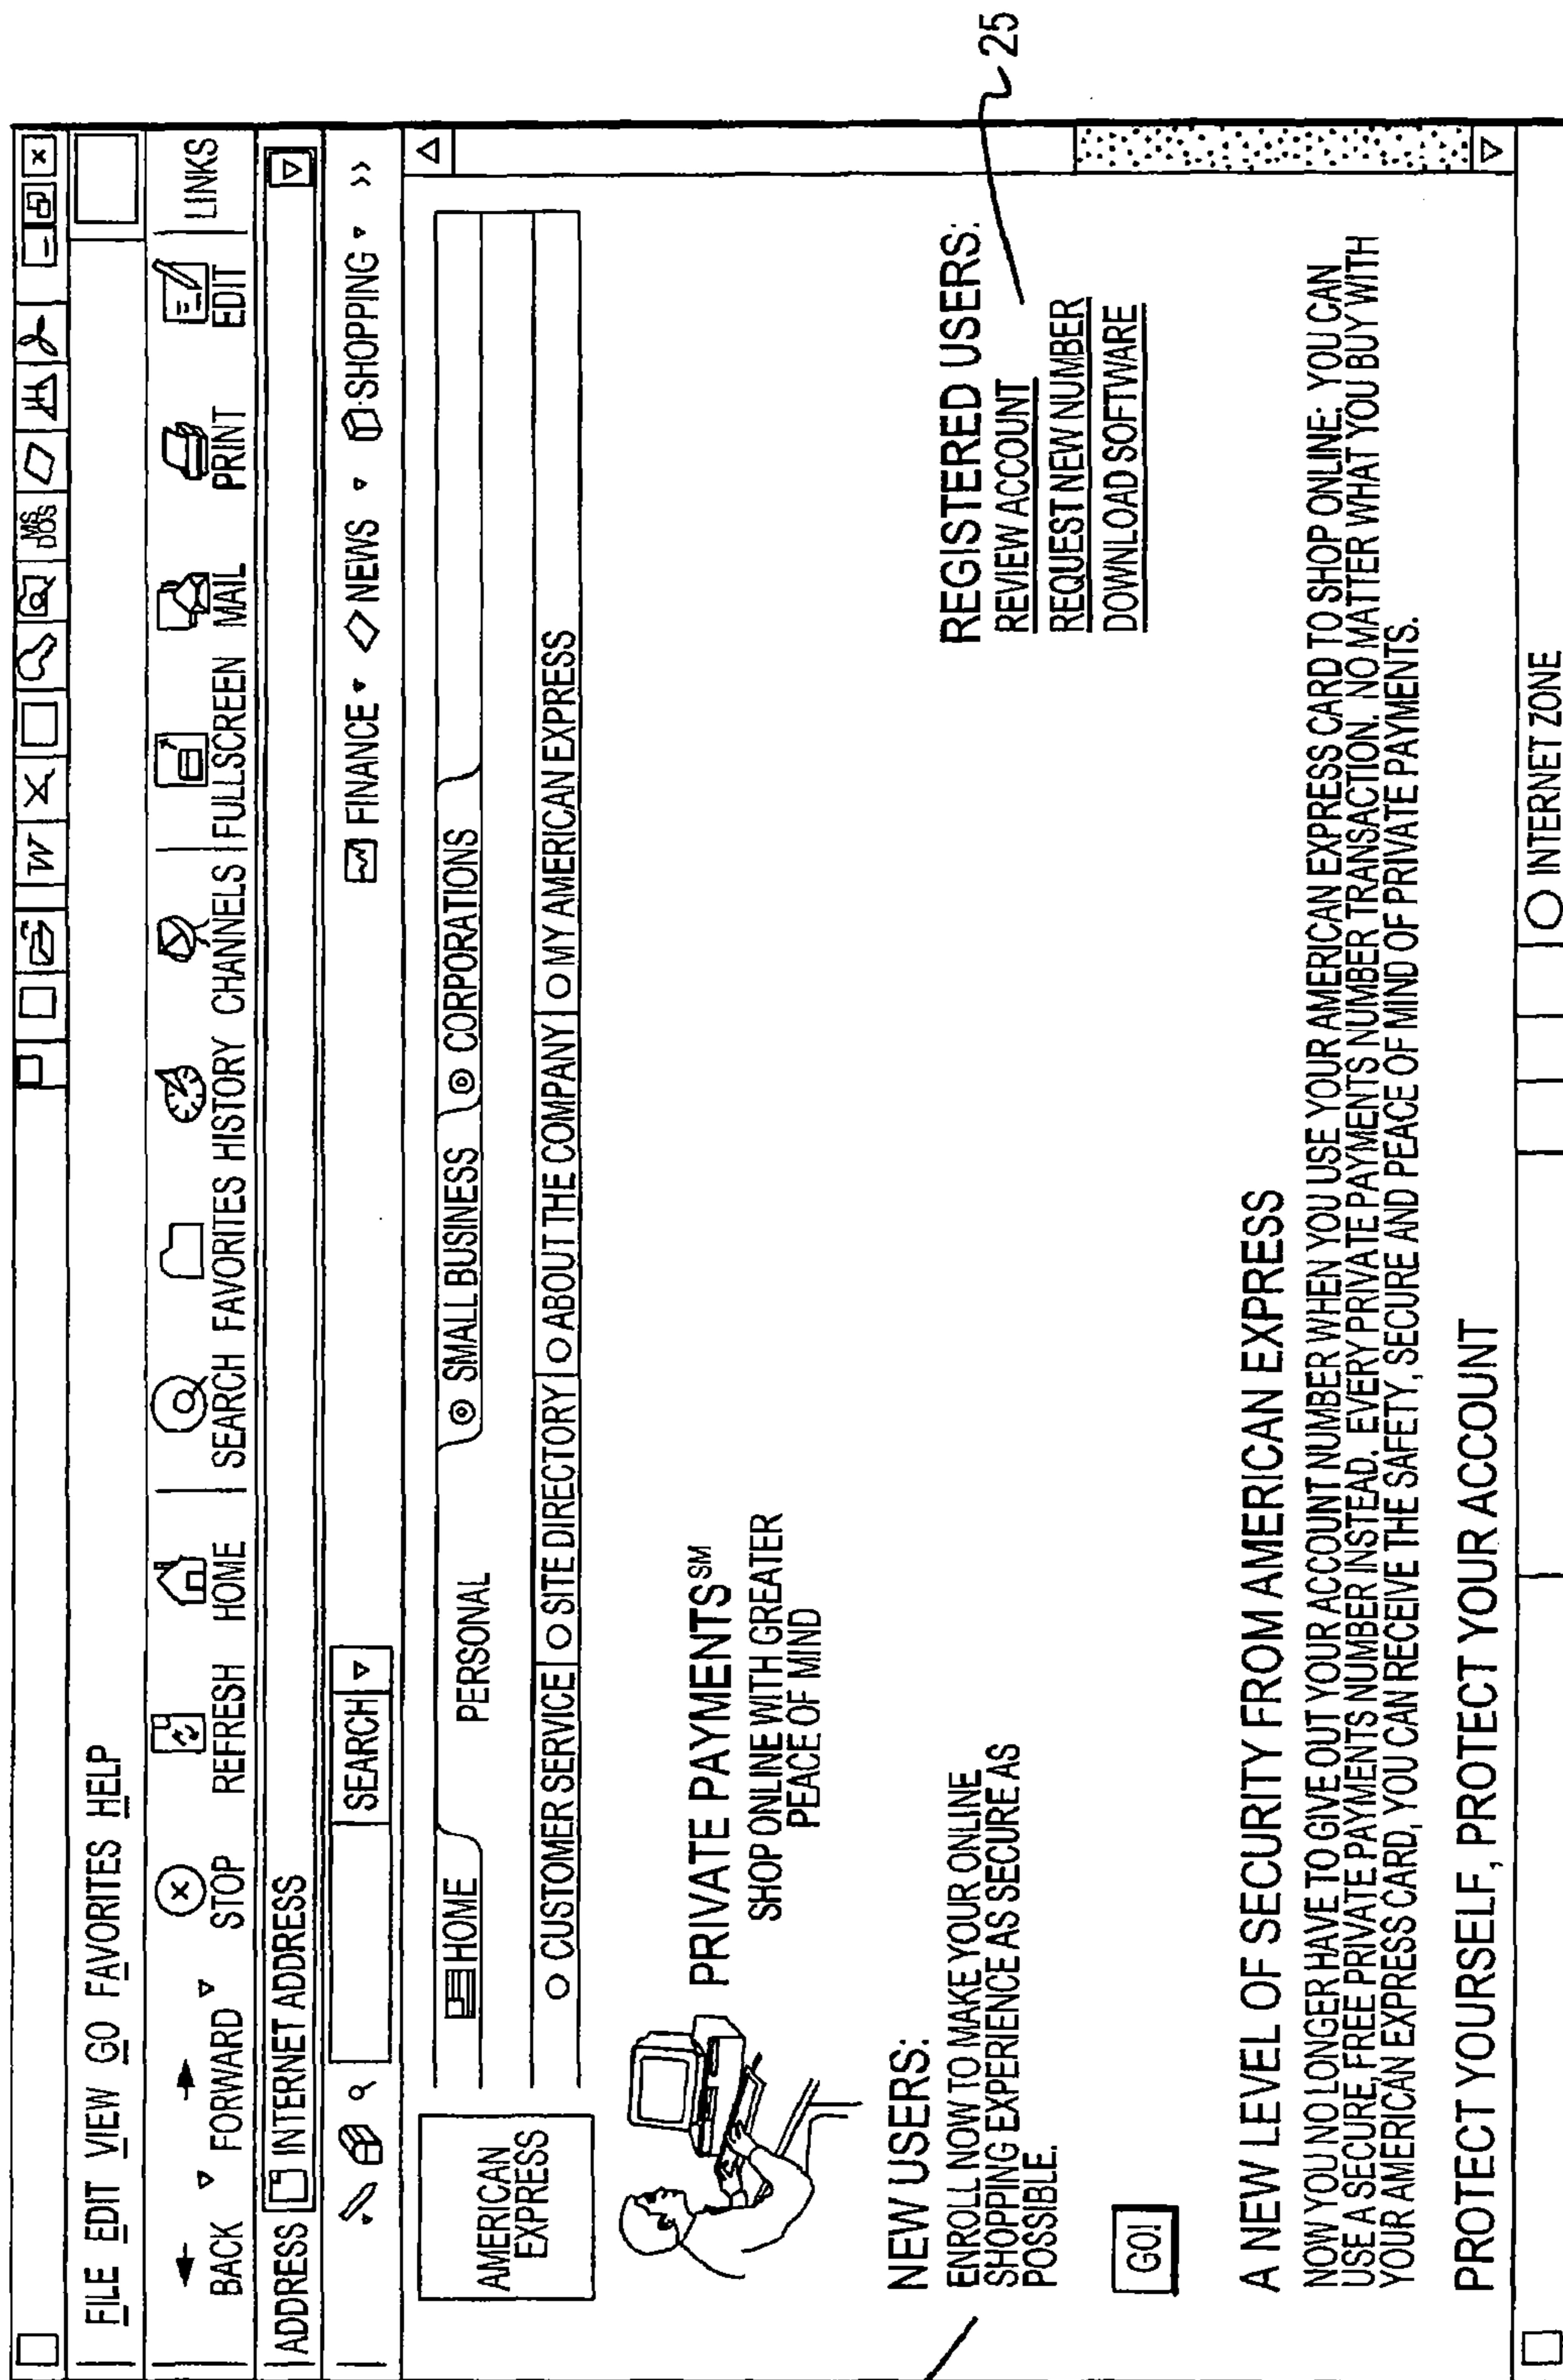 FILE EDIT VIEW GO FAVORITES HELP
BACK FORWARD STOP REFRESH HOME SEARCH FAVORITES HISTORY CHANNELS FULLSCREEN MAIL PRINT EDIT LINKS
W X MS DOS
ADDRESS INTERNET ADDRESS
SEARCH FINANCE NEWS SHOPPING >>
AMERICAN
EXPRESS
HOME PERSONAL SMALL BUSINESS CORPORATIONS
CUSTOMER SERVICE SITE DIRECTORY ABOUT THE COMPANY MY AMERICAN EXPRESS
PRIVATE PAYMENTS SM
SHOP ONLINE WITH GREATER
PEACE OF MIND
NEW USERS:
ENROLL NOW TO MAKE YOUR ONLINE
SHOPPING EXPERIENCE AS SECURE AS
POSSIBLE.
GO!
REGISTERED USERS:
REVIEW ACCOUNT
REQUEST NEW NUMBER
DOWNLOAD SOFTWARE
25
A NEW LEVEL OF SECURITY FROM AMERICAN EXPRESS
NOW YOU NO LONGER HAVE TO GIVE OUT YOUR ACCOUNT NUMBER WHEN YOU USE YOUR AMERICAN EXPRESS CARD TO SHOP ONLINE. YOU CAN
USE A SECURE, FREE PRIVATE PAYMENTS NUMBER INSTEAD. EVERY PRIVATE PAYMENTS NUMBER TRANSACTION. NO MATTER WHAT YOU BUY WITH
YOUR AMERICAN EXPRESS CARD, YOU CAN RECEIVE THE SAFETY, SECURE AND PEACE OF MIND OF PRIVATE PAYMENTS.
PROTECT YOURSELF, PROTECT YOUR ACCOUNT
INTERNET ZONE